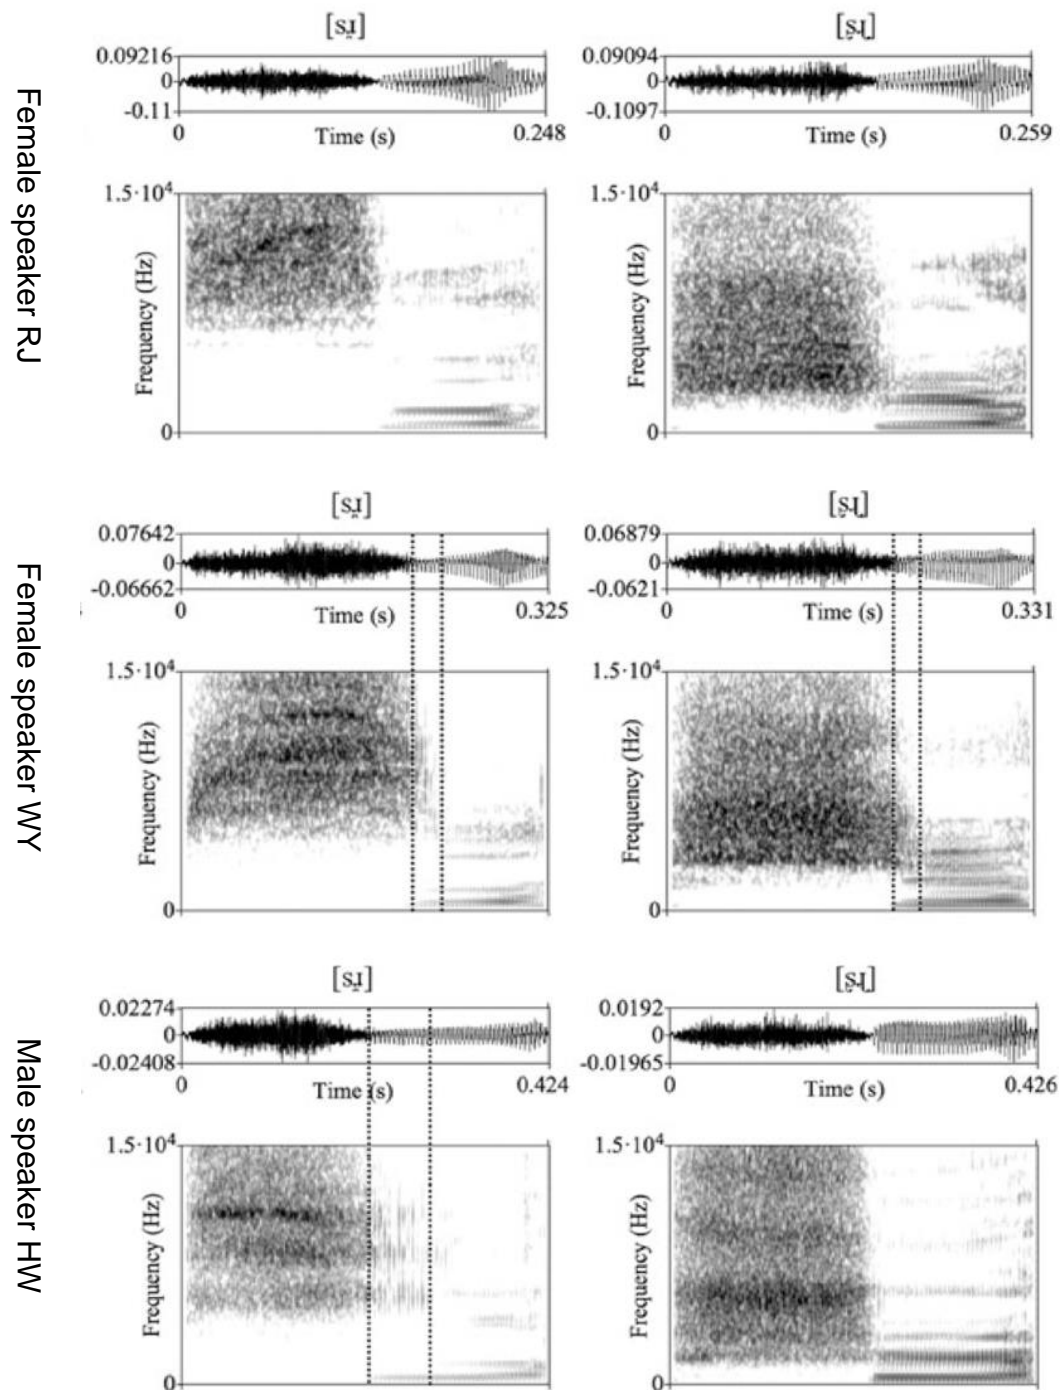 [sɹ̪] [ʂɻ]
Female speaker RJ
0.09216 0.09094
0 0
-0.11 -0.1097
0 Time (s) 0.248 0 Time (s) 0.259
1.5·10⁴ 1.5·10⁴
Frequency (Hz) Frequency (Hz)
0 0
[sɹ̪] [ʂɻ]
Female speaker WY
0.07642 0.06879
0 0
-0.06662 -0.0621
0 Time (s) 0.325 0 Time (s) 0.331
1.5·10⁴ 1.5·10⁴
Frequency (Hz) Frequency (Hz)
0 0
[sɹ̪] [ʂɻ]
Male speaker HW
0.02274 0.0192
0 0
-0.02408 -0.01965
0 Time (s) 0.424 0 Time (s) 0.426
1.5·10⁴ 1.5·10⁴
Frequency (Hz) Frequency (Hz)
0 0